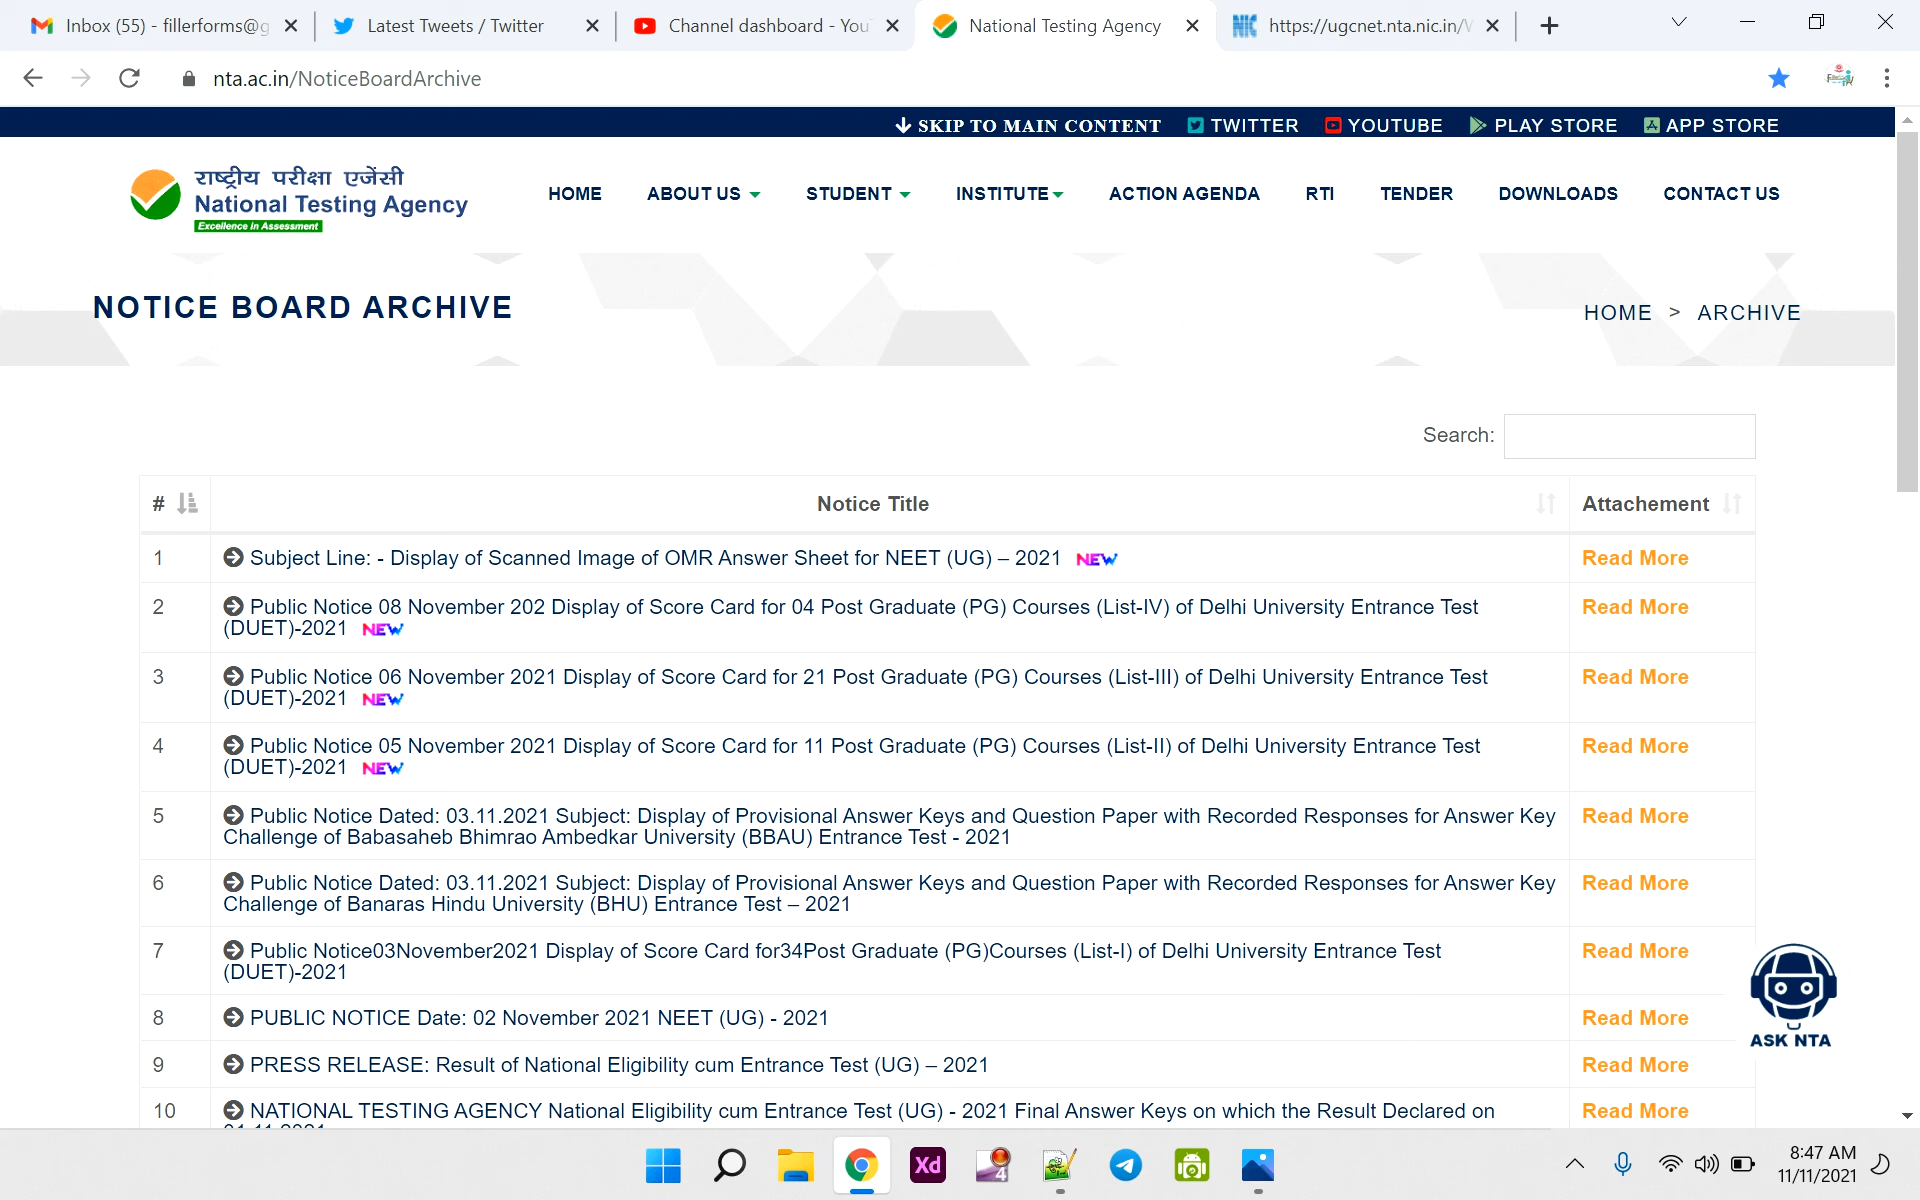 Inbox (55) - fillerforms@g
Latest Tweets / Twitter
Channel dashboard - You
National Testing Agency
NIC
https://ugcnet.nta.nic.in/
nta.ac.in/NoticeBoardArchive
SKIP TO MAIN CONTENT
TWITTER
YOUTUBE
PLAY STORE
APP STORE
राष्ट्रीय परीक्षा एजेंसी
National Testing Agency
Excellence in Assessment
HOME
ABOUT US
STUDENT
INSTITUTE
ACTION AGENDA
RTI
TENDER
DOWNLOADS
CONTACT US
NOTICE BOARD ARCHIVE
HOME > ARCHIVE
Search:
# Notice Title Attachement
1 Subject Line: - Display of Scanned Image of OMR Answer Sheet for NEET (UG) – 2021 NEW Read More
2 Public Notice 08 November 202 Display of Score Card for 04 Post Graduate (PG) Courses (List-IV) of Delhi University Entrance Test Read More
(DUET)-2021 NEW
3 Public Notice 06 November 2021 Display of Score Card for 21 Post Graduate (PG) Courses (List-III) of Delhi University Entrance Test Read More
(DUET)-2021 NEW
4 Public Notice 05 November 2021 Display of Score Card for 11 Post Graduate (PG) Courses (List-II) of Delhi University Entrance Test Read More
(DUET)-2021 NEW
5 Public Notice Dated: 03.11.2021 Subject: Display of Provisional Answer Keys and Question Paper with Recorded Responses for Answer Key Read More
Challenge of Babasaheb Bhimrao Ambedkar University (BBAU) Entrance Test - 2021
6 Public Notice Dated: 03.11.2021 Subject: Display of Provisional Answer Keys and Question Paper with Recorded Responses for Answer Key Read More
Challenge of Banaras Hindu University (BHU) Entrance Test – 2021
7 Public Notice03November2021 Display of Score Card for34Post Graduate (PG)Courses (List-I) of Delhi University Entrance Test Read More
(DUET)-2021
8 PUBLIC NOTICE Date: 02 November 2021 NEET (UG) - 2021 Read More
9 PRESS RELEASE: Result of National Eligibility cum Entrance Test (UG) – 2021 Read More
10 NATIONAL TESTING AGENCY National Eligibility cum Entrance Test (UG) - 2021 Final Answer Keys on which the Result Declared on Read More
ASK NTA
Xd
4
8:47 AM
11/11/2021